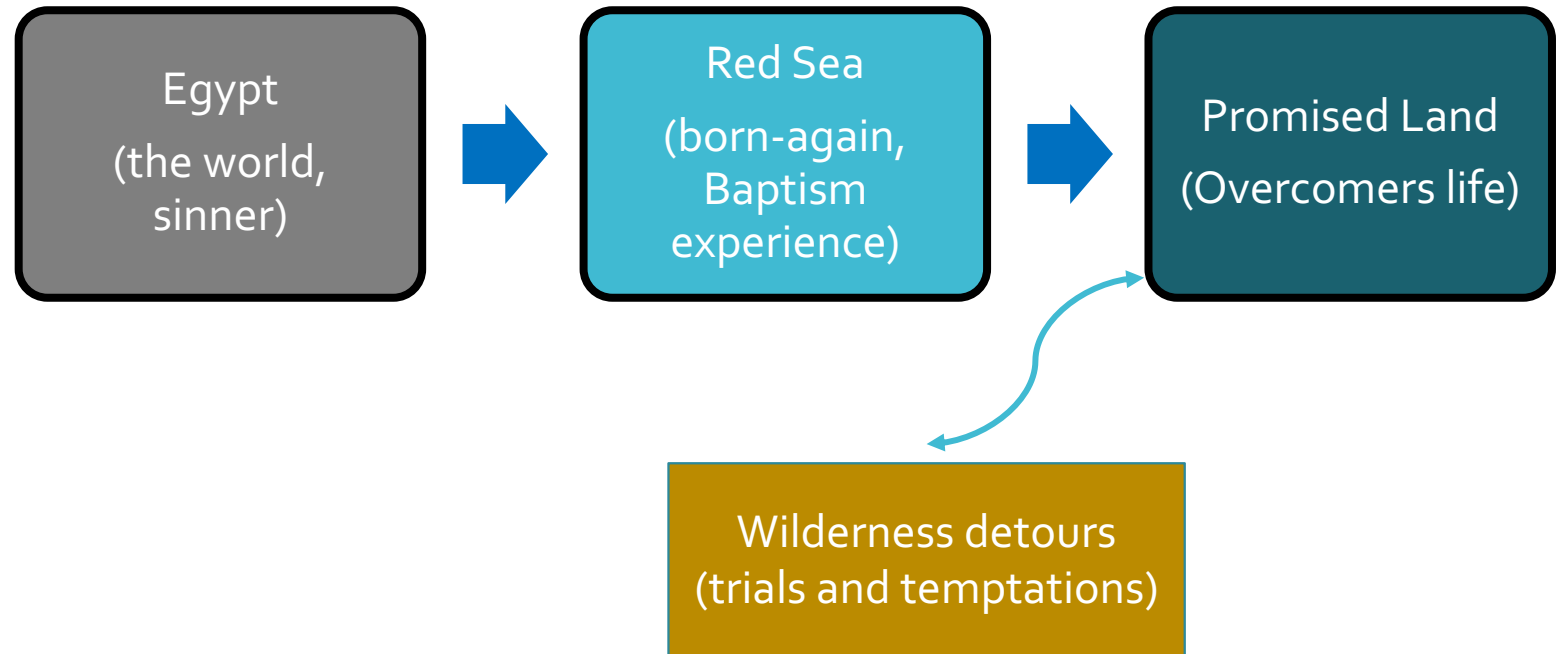 Egypt
(the world,
sinner)
Red Sea
(born-again,
Baptism
experience)
Promised Land
(Overcomers life)
Wilderness detours
(trials and temptations)